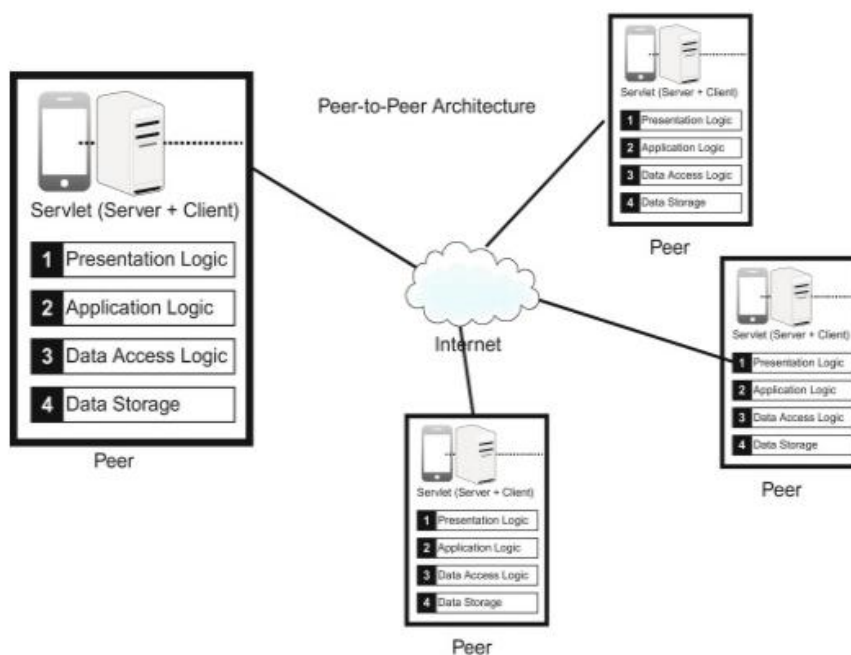 Peer-to-Peer Architecture
Servlet (Server + Client)
1 Presentation Logic
2 Application Logic
3 Data Access Logic
4 Data Storage
Peer
Servlet (Server + Client)
1 Presentation Logic
2 Application Logic
3 Data Access Logic
4 Data Storage
Peer
Internet
Servlet (Server + Client)
1 Presentation Logic
2 Application Logic
3 Data Access Logic
4 Data Storage
Peer
Servlet (Server + Client)
1 Presentation Logic
2 Application Logic
3 Data Access Logic
4 Data Storage
Peer